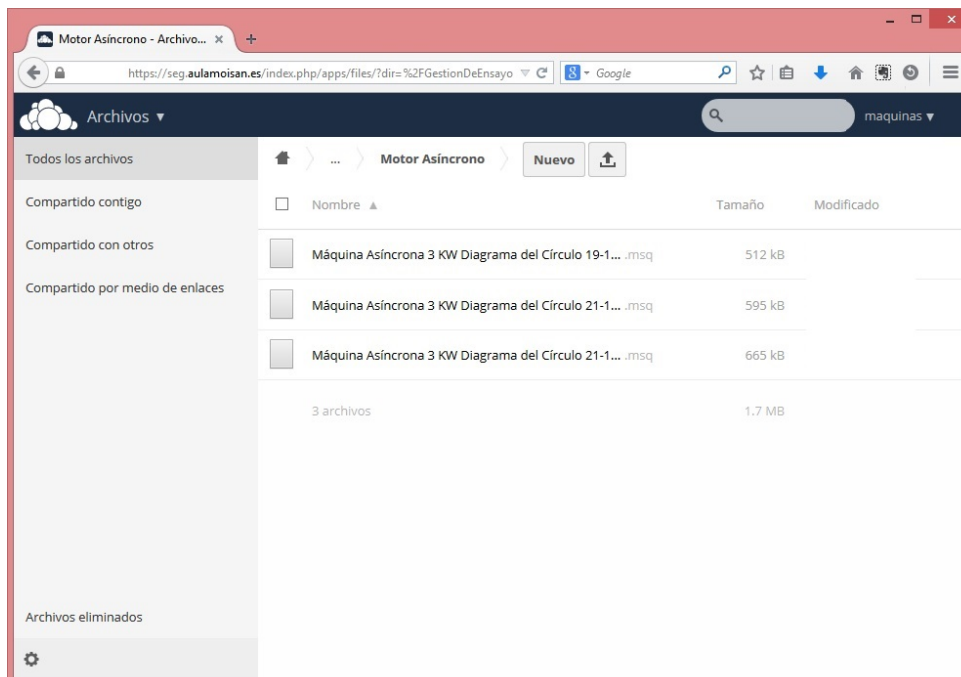 Motor Asíncrono - Archivo...
https://seg.aulamoisan.es/index.php/apps/files/?dir=%2FGestionDeEnsayo
8 - Google
Archivos
maquinas
Todos los archivos
... Motor Asíncrono Nuevo
Compartido contigo
Nombre Tamaño Modificado
Compartido con otros
Máquina Asíncrona 3 KW Diagrama del Círculo 19-1... .msq 512 kB
Compartido por medio de enlaces
Máquina Asíncrona 3 KW Diagrama del Círculo 21-1... .msq 595 kB
Máquina Asíncrona 3 KW Diagrama del Círculo 21-1... .msq 665 kB
3 archivos 1.7 MB
Archivos eliminados